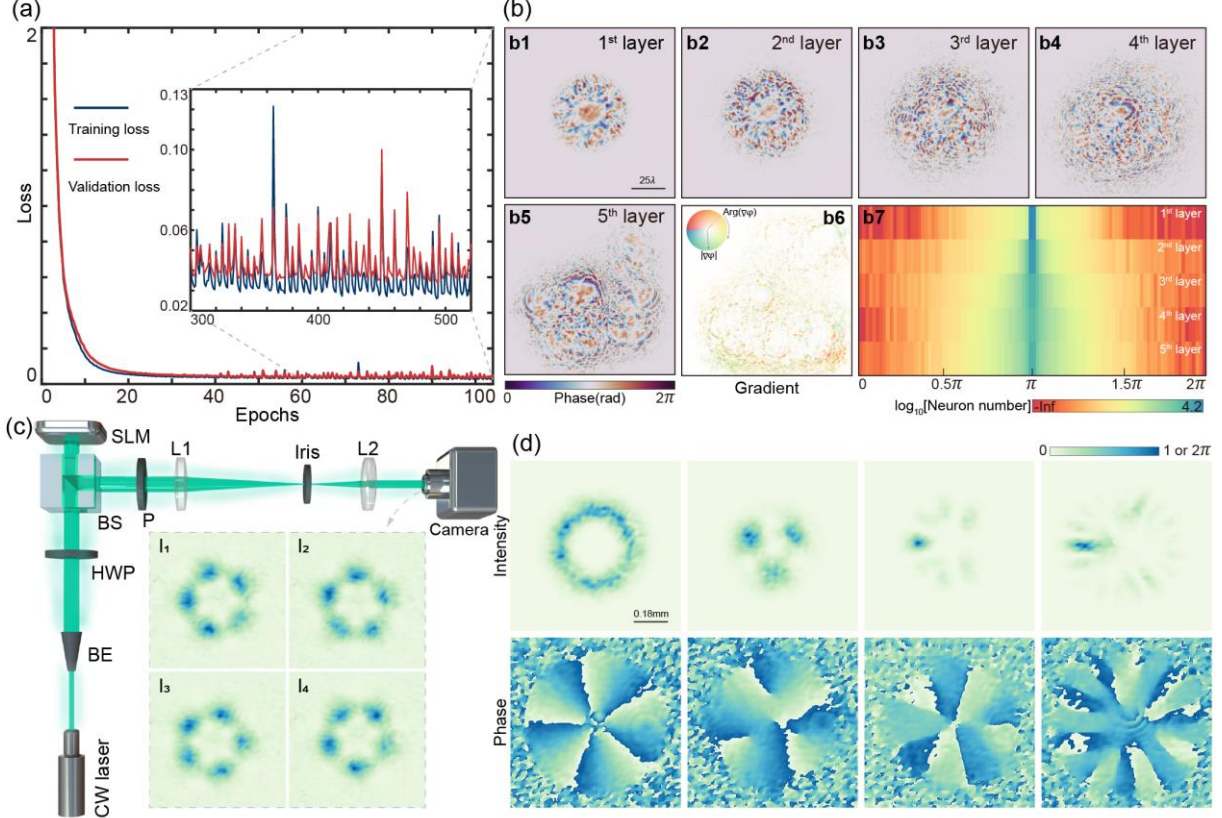 (a)
2
Loss
0
Training loss
Validation loss
0.13
0.10
0.08
0.06
0.04
0.02
300
400
500
0
20
40
60
80
100
Epochs
(b)
b1
1st layer
25λ
b2
2nd layer
b3
3rd layer
b4
4th layer
b5
5th layer
0
Phase(rad)
2π
b6
Arg(∇φ)
|∇φ|
Gradient
b7
1st layer
2nd layer
3rd layer
4th layer
5th layer
0
0.5π
π
1.5π
2π
log10[Neuron number]
-Inf
4.2
(c)
SLM
L1
Iris
L2
BS
P
Camera
HWP
BE
CW laser
I1
I2
I3
I4
(d)
0
1 or 2π
Intensity
0.18mm
Phase